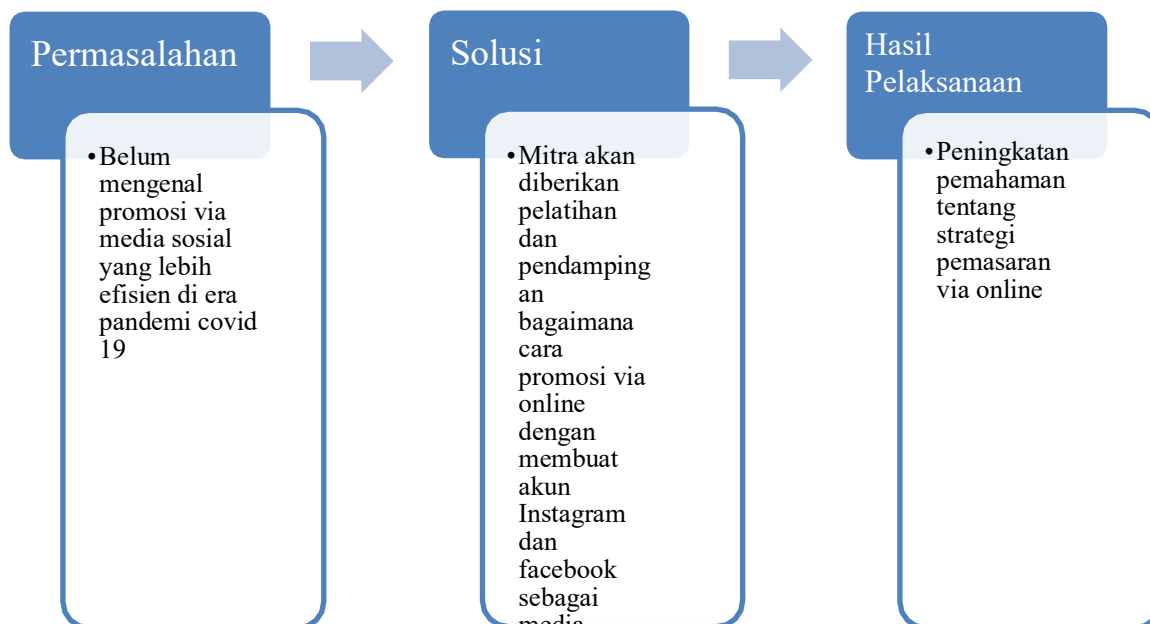 Permasalahan
•Belum
mengenal
promosi via
media sosial
yang lebih
efisien di era
pandemi covid
19
Solusi
•Mitra akan
diberikan
pelatihan
dan
pendamping
an
bagaimana
cara
promosi via
online
dengan
membuat
akun
Instagram
dan
facebook
sebagai
media
Hasil
Pelaksanaan
•Peningkatan
pemahaman
tentang
strategi
pemasaran
via online